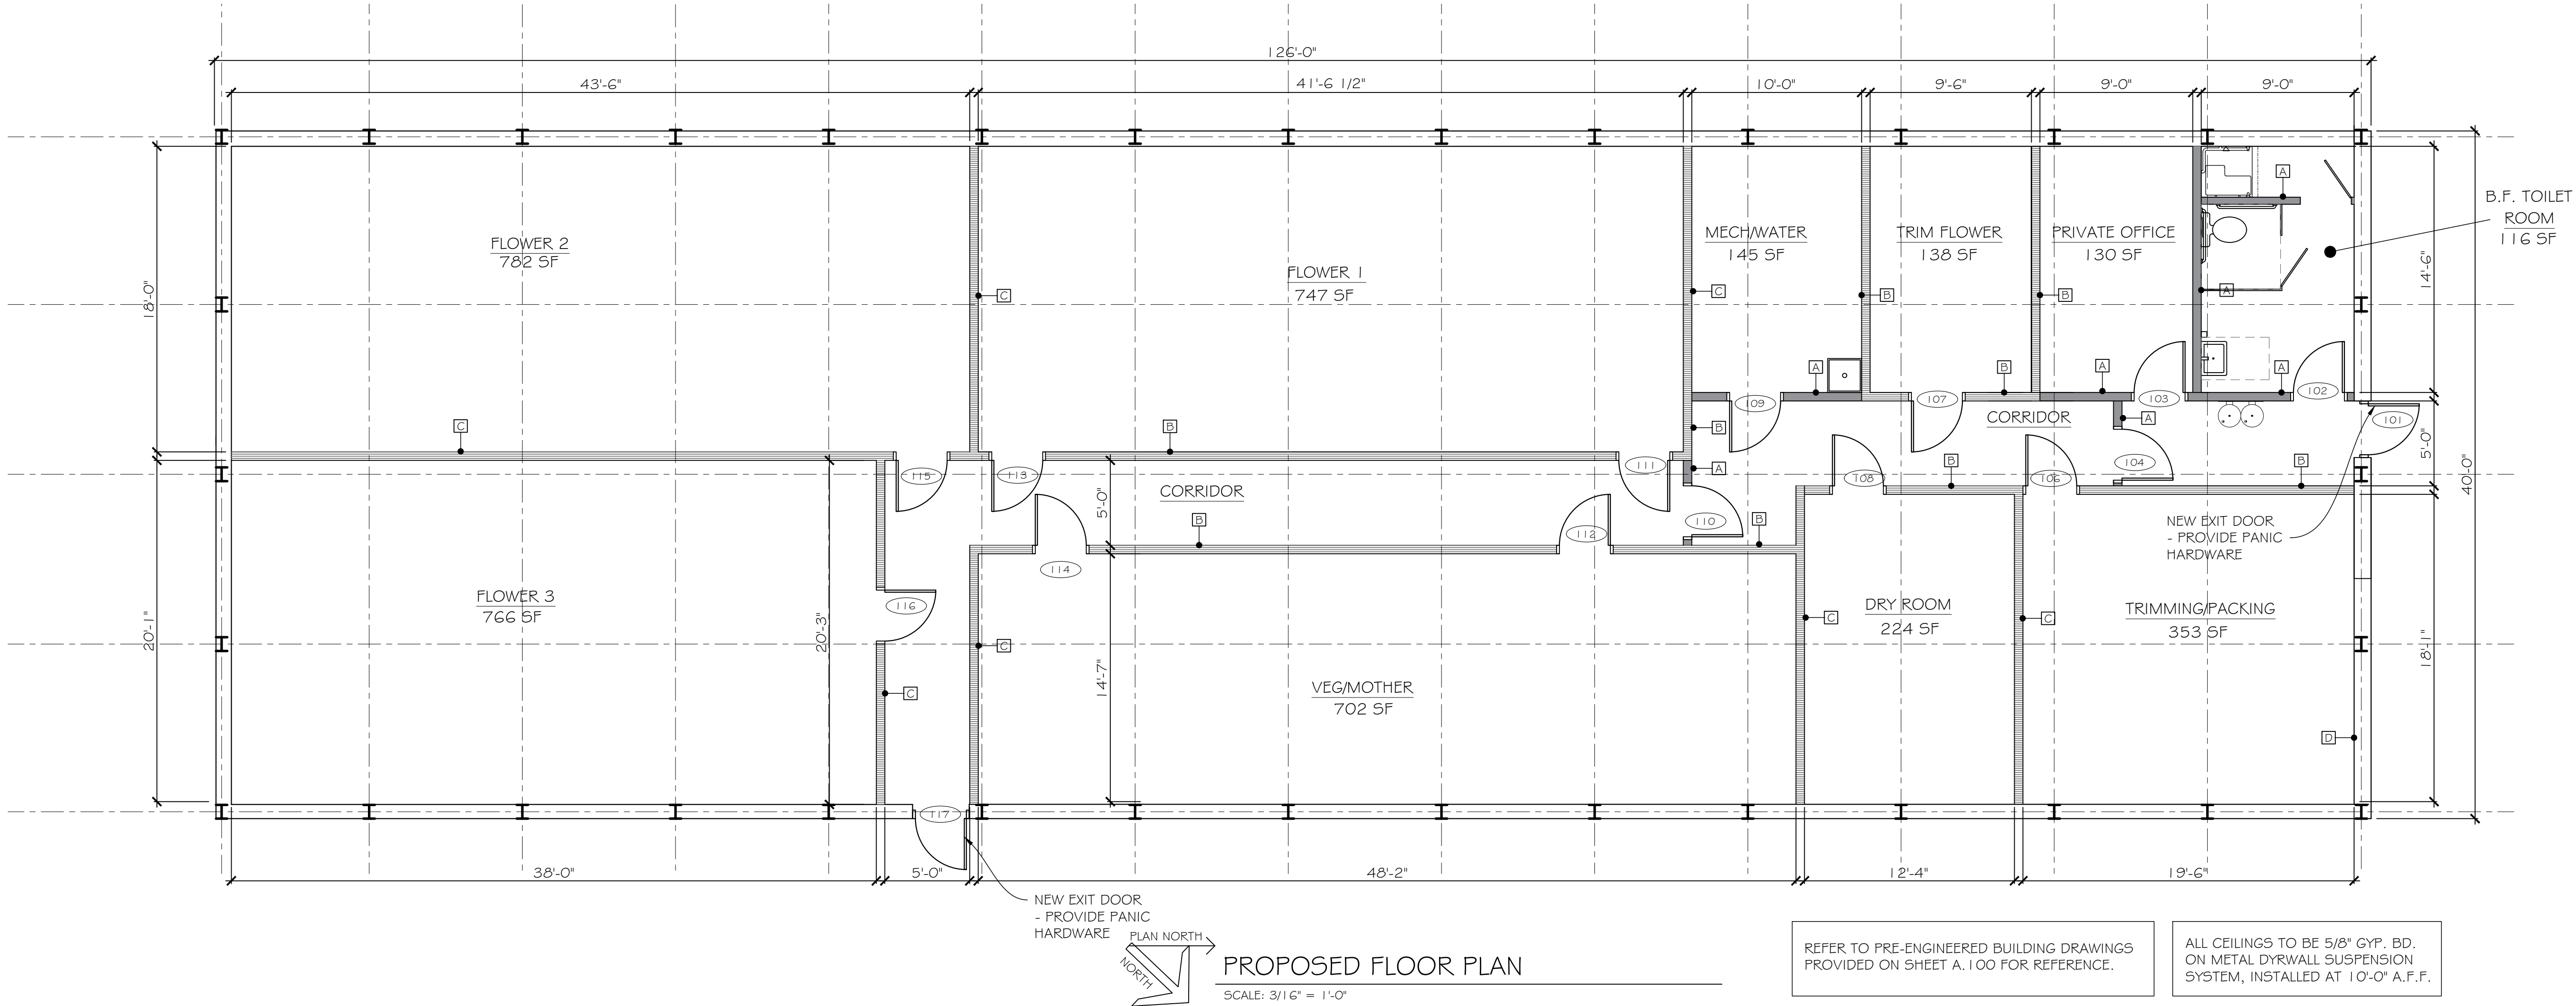 126'-0"
43'-6"
41'-6 1/2"
10'-0"
9'-6"
9'-0"
9'-0"
A
B.F. TOILET
ROOM
116 SF
FLOWER 2
782 SF
FLOWER 1
747 SF
MECH/WATER
145 SF
TRIM FLOWER
138 SF
PRIVATE OFFICE
130 SF
18'-0"
14'-6"
C
C
B
B
A
A
B
A
A
109
107
103
102
C
B
B
CORRIDOR
A
101
5'-0"
40'-0"
115
113
111
A
108
B
106
104
B
CORRIDOR
5'-0"
112
110
B
B
NEW EXIT DOOR
- PROVIDE PANIC
HARDWARE
114
FLOWER 3
766 SF
116
20'-1"
20'-3"
C
C
14'-7"
VEG/MOTHER
702 SF
C
DRY ROOM
224 SF
C
TRIMMING/PACKING
353 SF
18'-1"
D
117
38'-0"
5'-0"
48'-2"
12'-4"
19'-6"
NEW EXIT DOOR
- PROVIDE PANIC
HARDWARE
PLAN NORTH
NORTH
PROPOSED FLOOR PLAN
SCALE: 3/16" = 1'-0"
REFER TO PRE-ENGINEERED BUILDING DRAWINGS
PROVIDED ON SHEET A.100 FOR REFERENCE.
ALL CEILINGS TO BE 5/8" GYP. BD.
ON METAL DYRWALL SUSPENSION
SYSTEM, INSTALLED AT 10'-0" A.F.F.